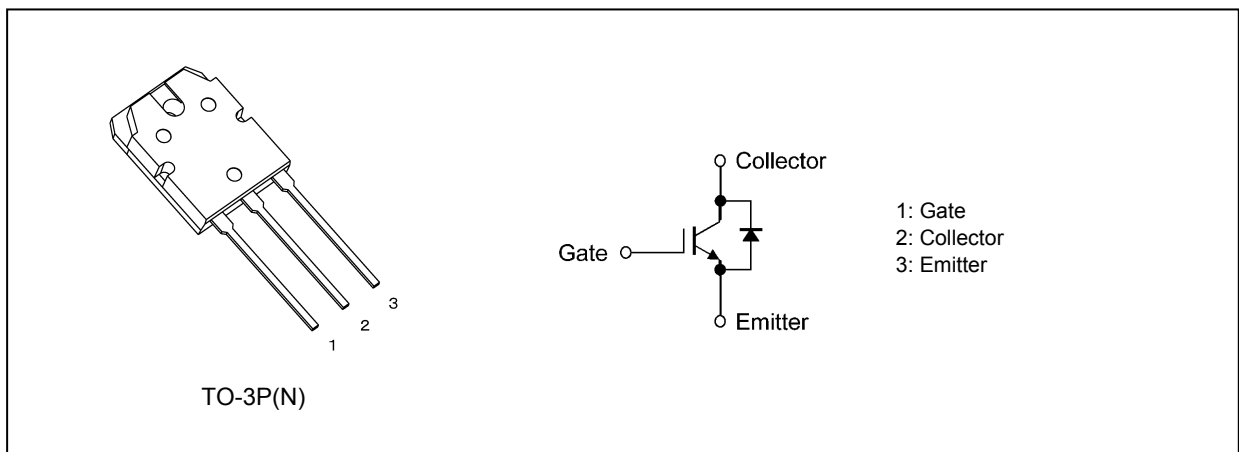 1
2
3
TO-3P(N)
Collector
Gate
Emitter
1: Gate
2: Collector
3: Emitter